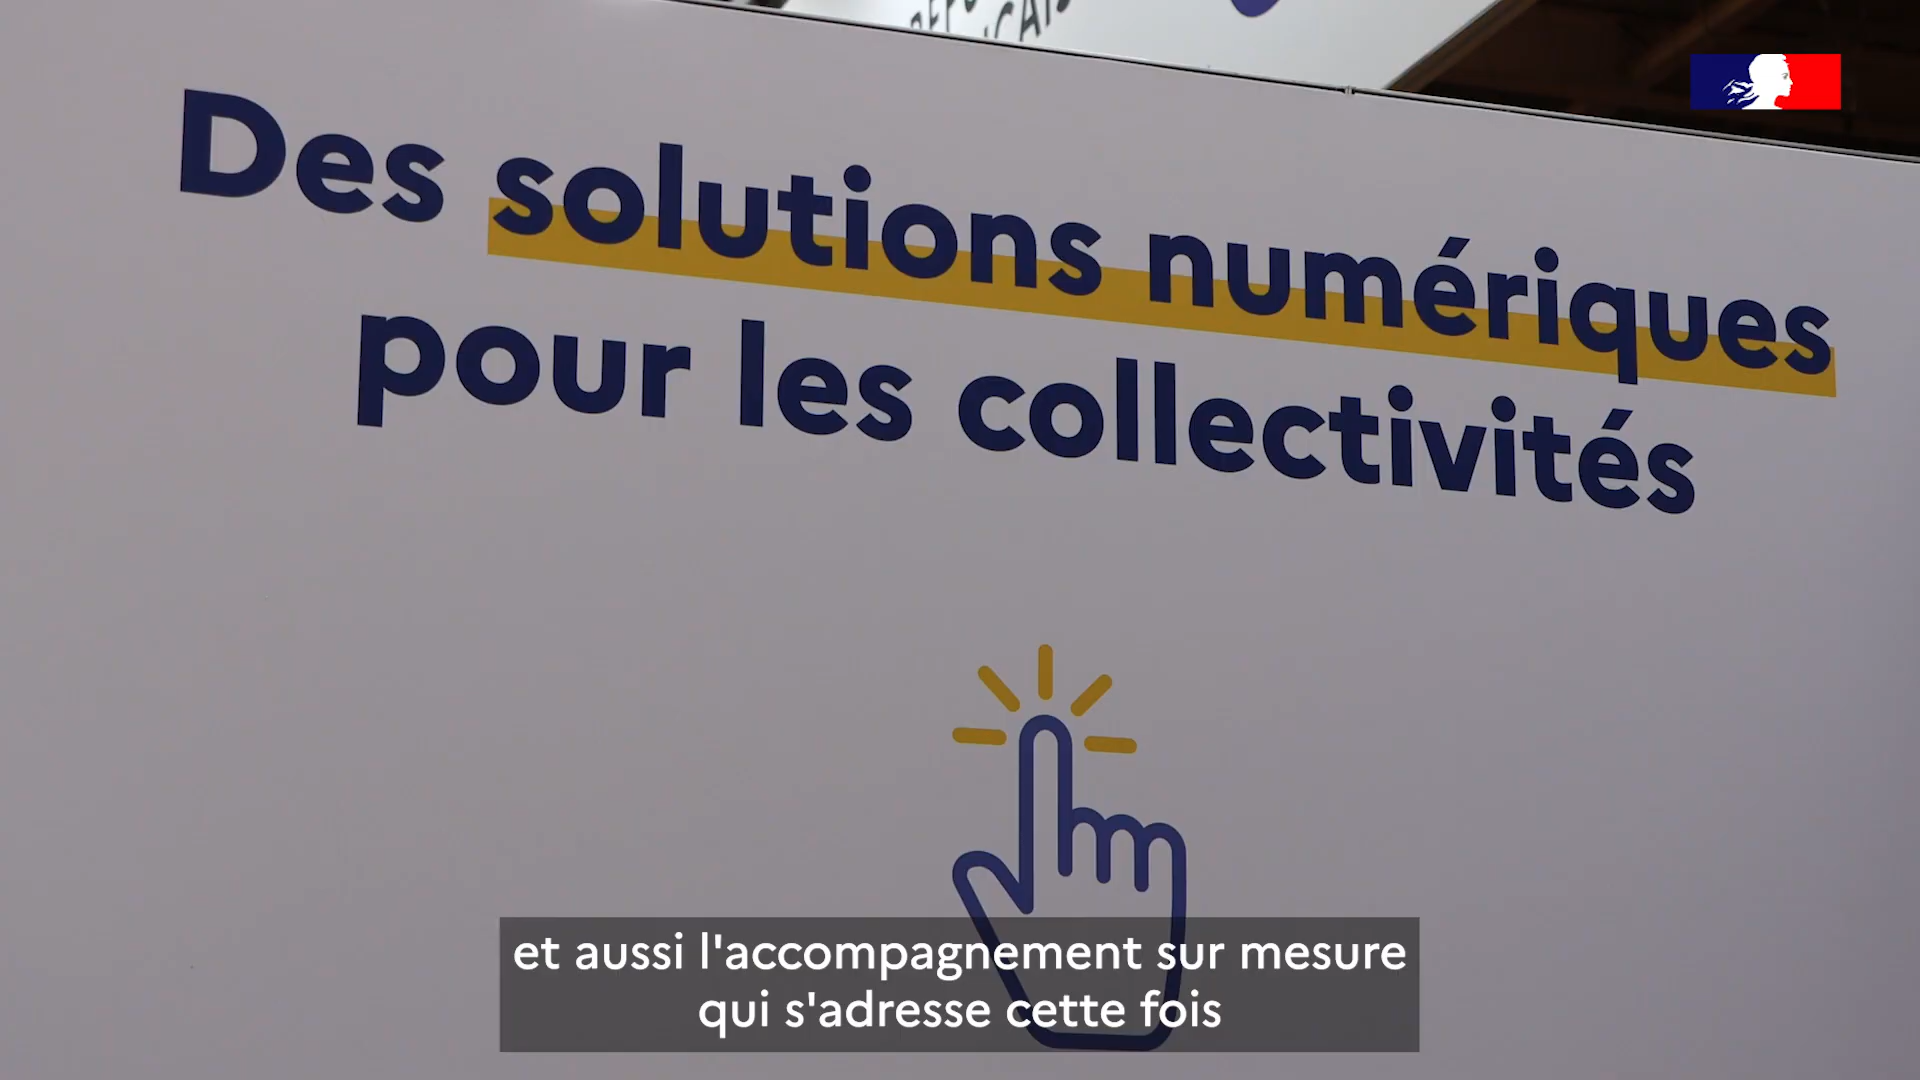 Des solutions numériques
pour les collectivités
et aussi l'accompagnement sur mesure
qui s'adresse cette fois